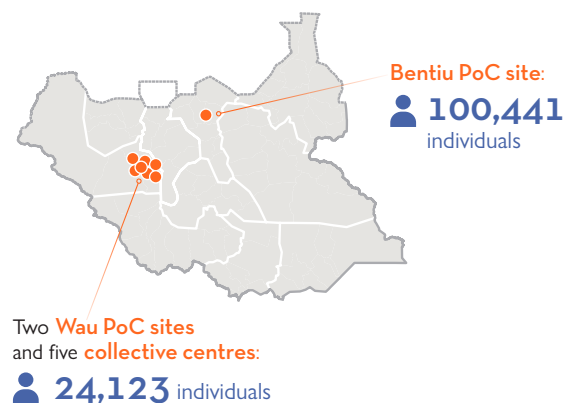 Bentiu PoC site:
100,441
individuals
Two Wau PoC sites
and five collective centres:
24,123 individuals